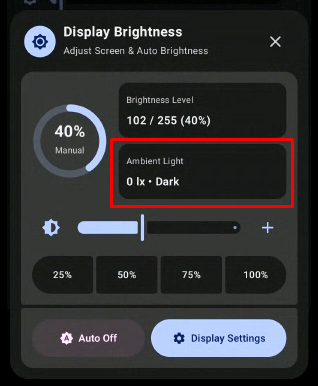 Display Brightness
Adjust Screen & Auto Brightness
40%
Manual
Brightness Level
102 / 255 (40%)
Ambient Light
0 lx • Dark
25% 50% 75% 100%
A Auto Off
Display Settings